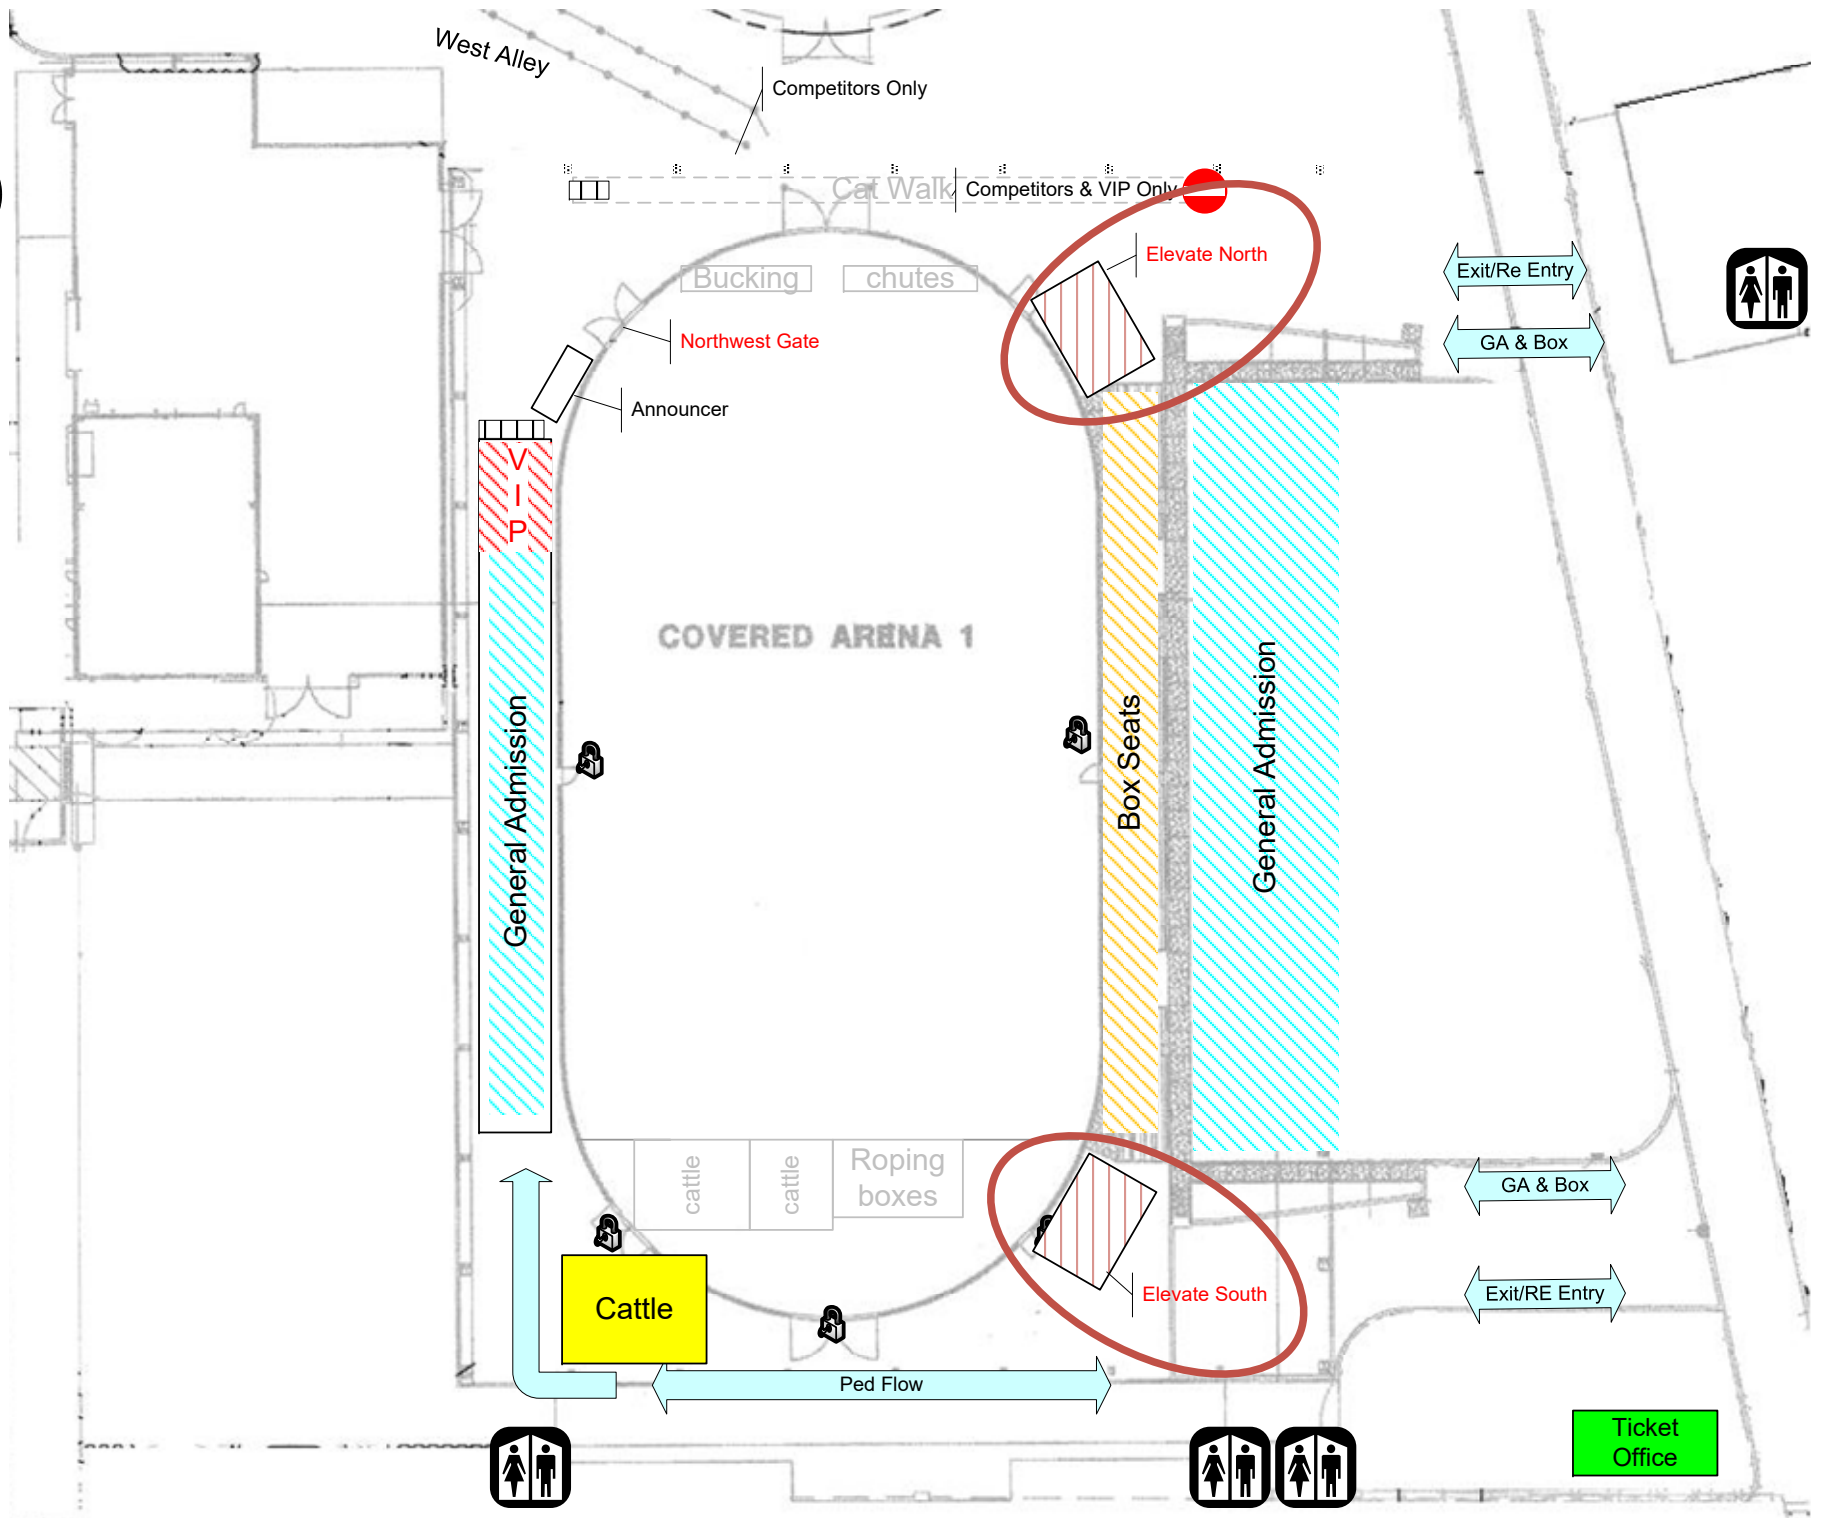 West Alley
Competitors Only
Cat Walk
Competitors & VIP Only
Elevate North
Exit/Re Entry
Bucking
chutes
Northwest Gate
GA & Box
Announcer
V
I
P
COVERED ARENA 1
General Admission
Box Seats
General Admission
cattle
cattle
Roping
boxes
GA & Box
Elevate South
Exit/RE Entry
Cattle
Ped Flow
Ticket
Office